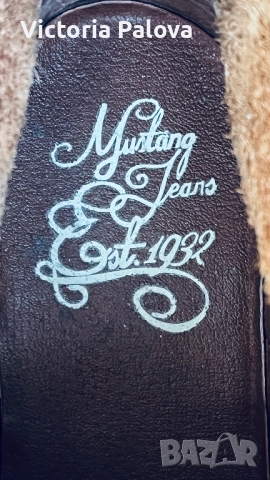 Victoria Palova
Mustang
Jeans
Est. 1932
BAZAR